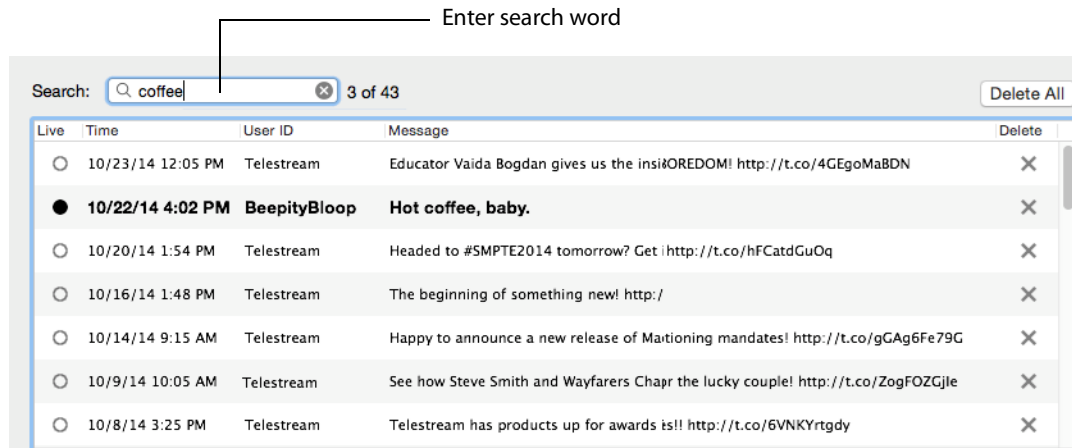 Enter search word
Search: coffee 3 of 43 Delete All
Live Time User ID Message Delete
10/23/14 12:05 PM Telestream Educator Vaida Bogdan gives us the insi OREDOM! http://t.co/4GEgoMaBDN
10/22/14 4:02 PM BeepityBloop Hot coffee, baby.
10/20/14 1:54 PM Telestream Headed to #SMPTE2014 tomorrow? Get http://t.co/hFCatdGuOq
10/16/14 1:48 PM Telestream The beginning of something new! http:/
10/14/14 9:15 AM Telestream Happy to announce a new release of Mationing mandates! http://t.co/gGAg6Fe79G
10/9/14 10:05 AM Telestream See how Steve Smith and Wayfarers Chapr the lucky couple! http://t.co/ZogFOZGjIe
10/8/14 3:25 PM Telestream Telestream has products up for awards is!! http://t.co/6VNKYrtgdy